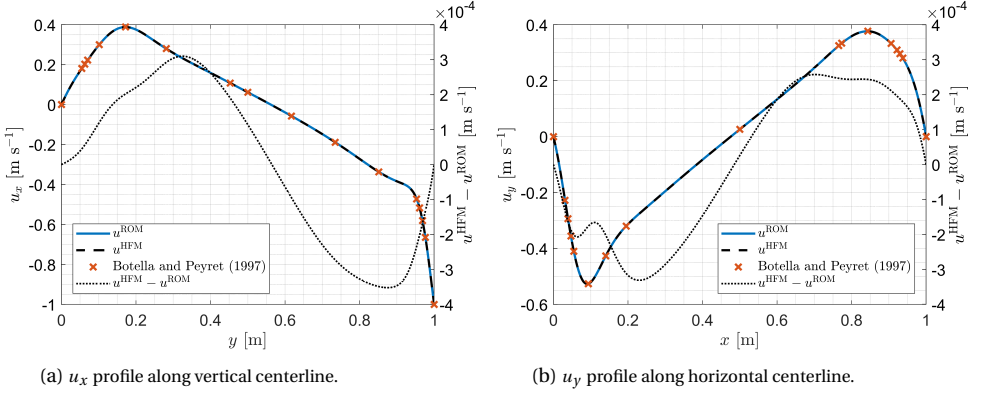 ×10⁻⁴
0.4
0.2
0
-0.2
-0.4
-0.6
-0.8
-1
u_x [m s⁻¹]
4
3
2
1
0
-1
-2
-3
-4
u^HFM − u^ROM [m s⁻¹]
u^ROM
u^HFM
Botella and Peyret (1997)
u^HFM − u^ROM
0 0.2 0.4 0.6 0.8 1
y [m]
(a) u_x profile along vertical centerline.
×10⁻⁴
0.4
0.2
0
-0.2
-0.4
-0.6
u_y [m s⁻¹]
4
3
2
1
0
-1
-2
-3
-4
u^HFM − u^ROM [m s⁻¹]
u^ROM
u^HFM
Botella and Peyret (1997)
u^HFM − u^ROM
0 0.2 0.4 0.6 0.8 1
x [m]
(b) u_y profile along horizontal centerline.